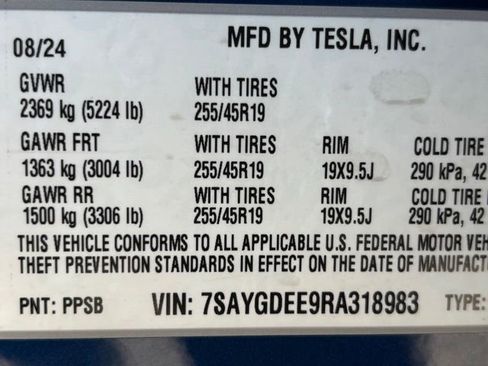 08/24 MFD BY TESLA, INC.
GVWR WITH TIRES
2369 kg (5224 lb) 255/45R19
GAWR FRT WITH TIRES RIM COLD TIRE
1363 kg (3004 lb) 255/45R19 19X9.5J 290 kPa, 42
GAWR RR WITH TIRES RIM COLD TIRE
1500 kg (3306 lb) 255/45R19 19X9.5J 290 kPa, 42
THIS VEHICLE CONFORMS TO ALL APPLICABLE U.S. FEDERAL MOTOR VEH
THEFT PREVENTION STANDARDS IN EFFECT ON THE DATE OF MANUFACT
PNT: PPSB VIN: 7SAYGDEE9RA318983 TYPE: